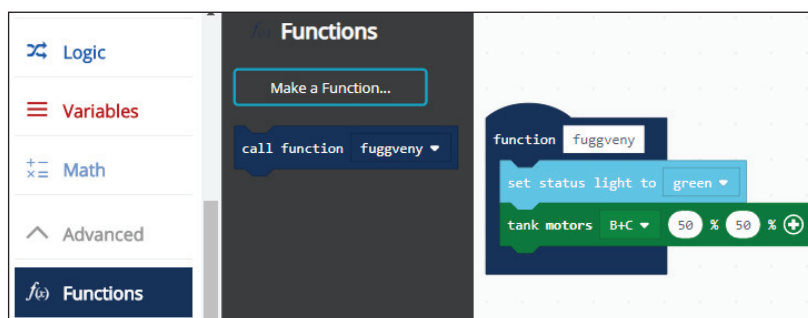 Logic
Variables
Math
Advanced
f(x) Functions
f(x) Functions
Make a Function...
call function fuggveny
function fuggveny
set status light to green
tank motors B+C 50 % 50 %